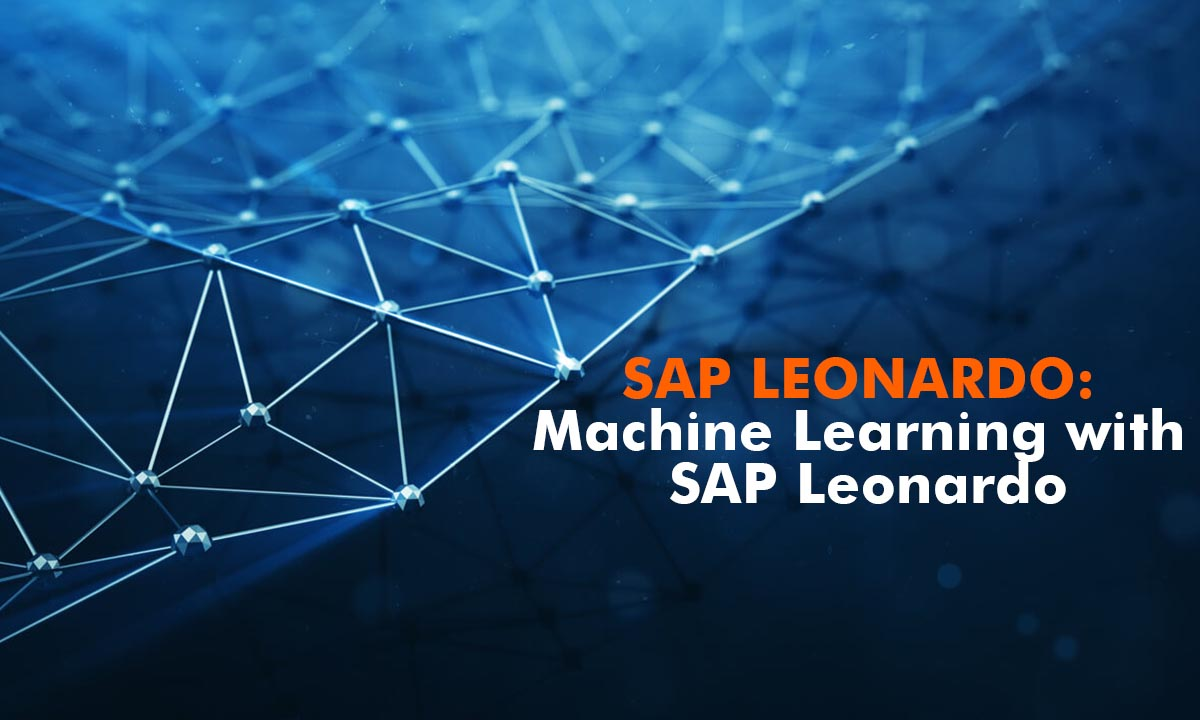 SAP LEONARDO:
Machine Learning with
SAP Leonardo